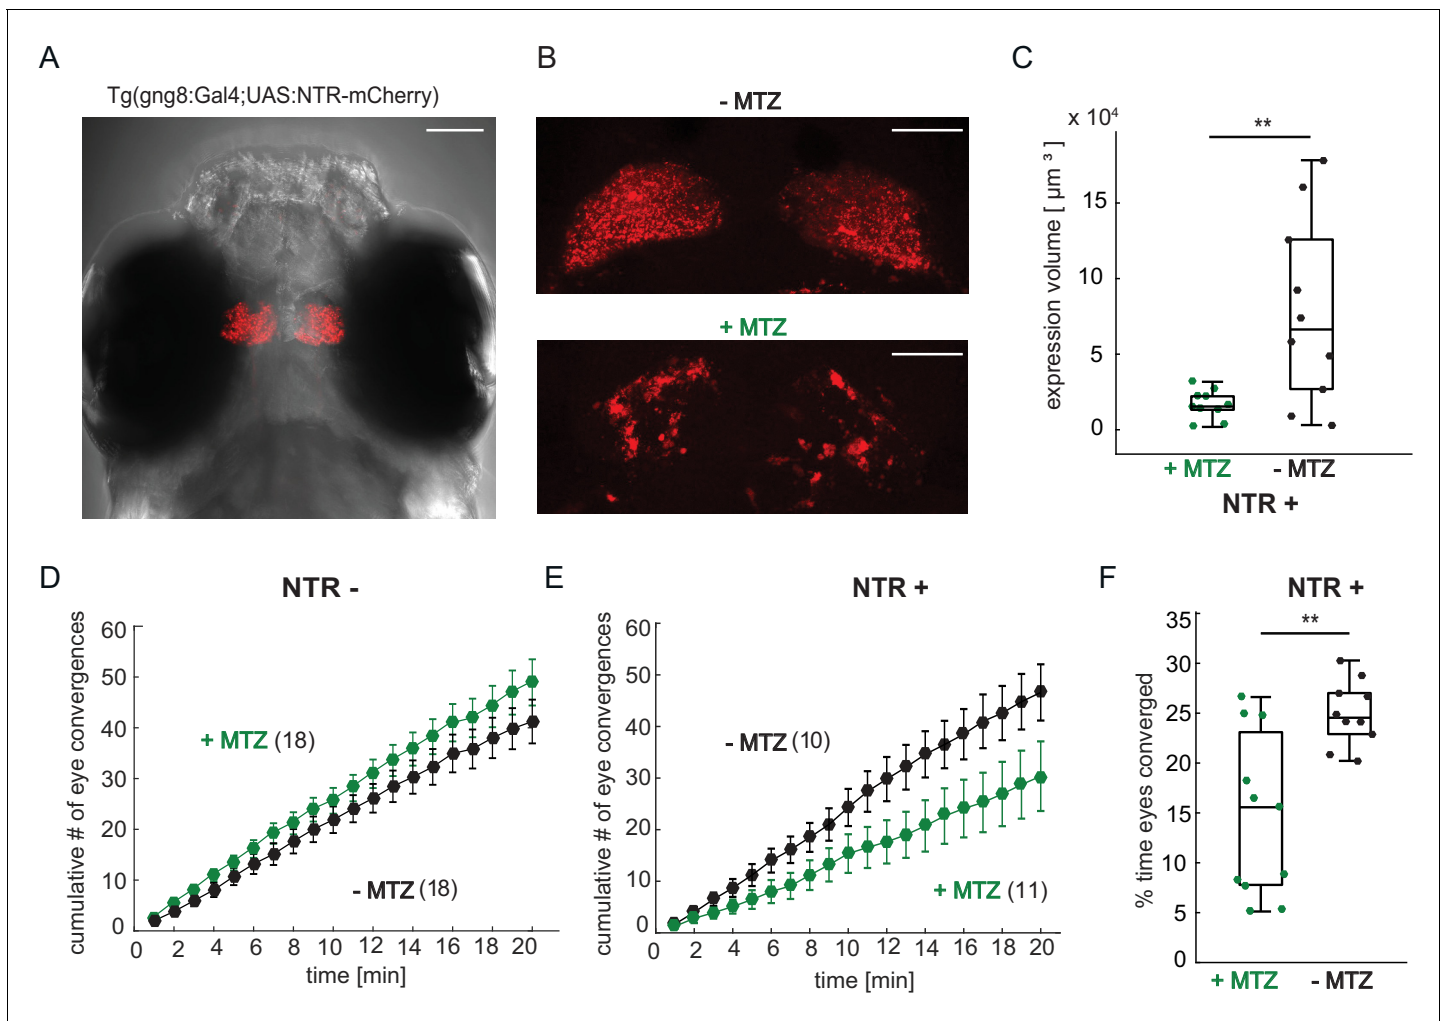 A
Tg(gng8:Gal4;UAS:NTR-mCherry)
B
- MTZ
+ MTZ
C
x 10⁴
**
expression volume [ µm ³ ]
15
10
5
0
+ MTZ
- MTZ
NTR +
D
NTR -
cumulative # of eye convergences
60
50
40
30
20
10
0
+ MTZ (18)
- MTZ (18)
2 4 6 8 10 12 14 16 18 20
time [min]
E
NTR +
cumulative # of eye convergences
60
50
40
30
20
10
0
- MTZ (10)
+ MTZ (11)
0 2 4 6 8 10 12 14 16 18 20
time [min]
F
NTR +
**
% time eyes converged
35
30
25
20
15
10
5
0
+ MTZ
- MTZ